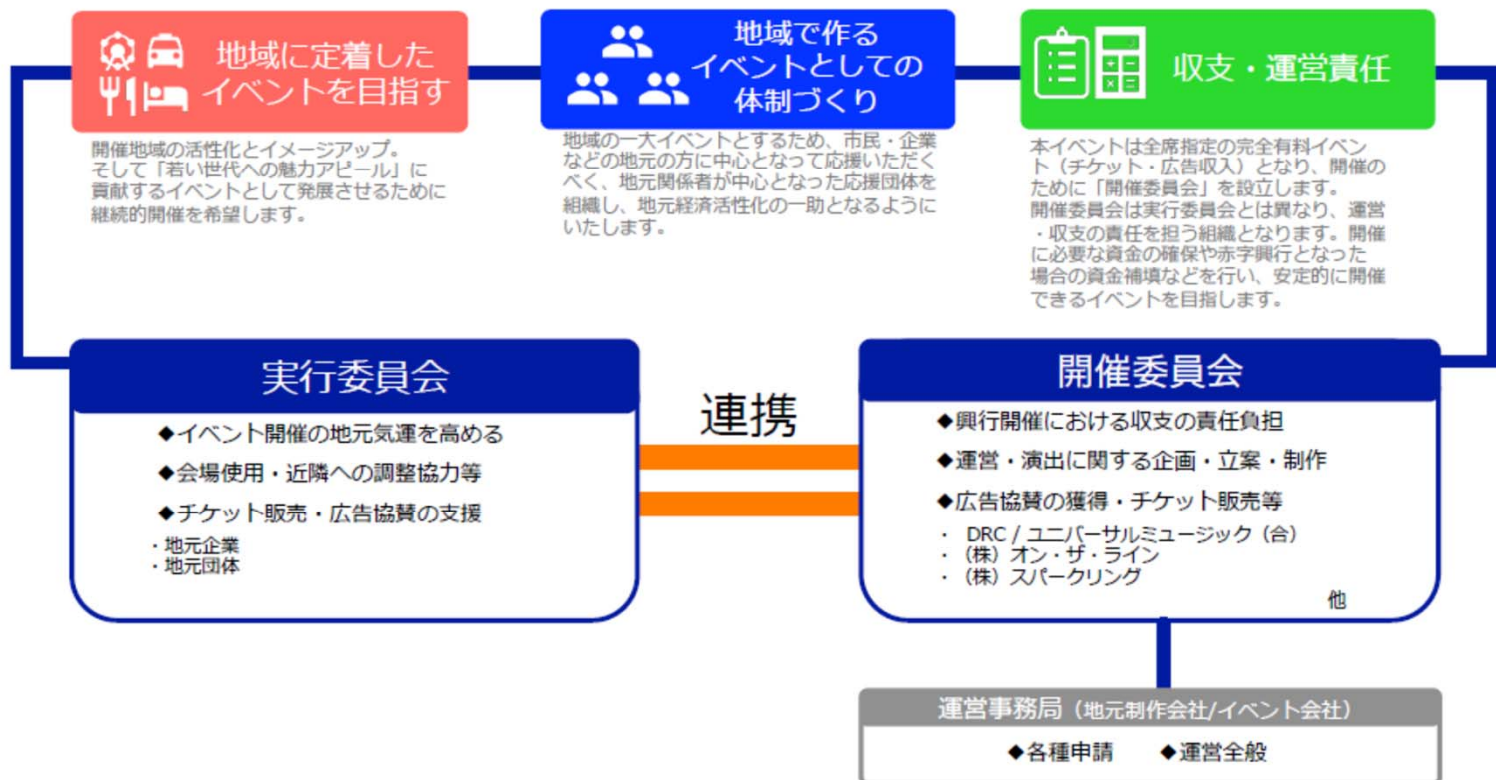 地域に定着した
イベントを目指す
開催地域の活性化とイメージアップ。
そして「若い世代への魅力アピール」に
貢献するイベントとして発展させるために
継続的開催を希望します。
地域で作る
イベントとしての
体制づくり
地域の一大イベントとするため、市民・企業
などの地元の方に中心となって応援いただく
べく、地元関係者が中心となった応援団体を
組織し、地元経済活性化の一助となるように
いたします。
収支・運営責任
本イベントは全席指定の完全有料イベン
ト（チケット・広告収入）となり、開催の
ために「開催委員会」を設立します。
開催委員会は実行委員会とは異なり、運営
・収支の責任を担う組織となります。開催
に必要な資金の確保や赤字興行となった
場合の資金補填などを行い、安定的に開催
できるイベントを目指します。
実行委員会
◆イベント開催の地元気運を高める
◆会場使用・近隣への調整協力等
◆チケット販売・広告協賛の支援
・地元企業
・地元団体
連携
開催委員会
◆興行開催における収支の責任負担
◆運営・演出に関する企画・立案・制作
◆広告協賛の獲得・チケット販売等
・ DRC / ユニバーサルミュージック（合）
・（株）オン・ザ・ライン
・（株）スパークリング
他
運営事務局（地元制作会社/イベント会社）
◆各種申請 ◆運営全般